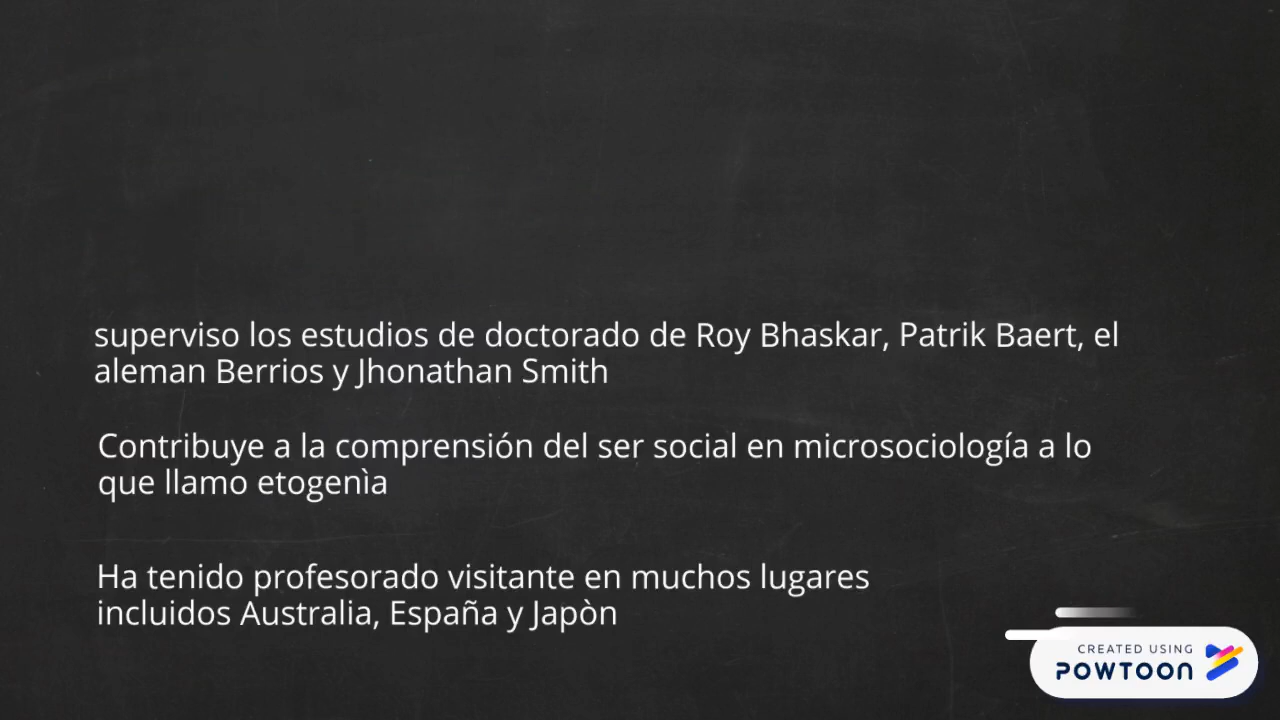 superviso los estudios de doctorado de Roy Bhaskar, Patrik Baert, el
aleman Berrios y Jhonathan Smith
Contribuye a la comprensión del ser social en microsociología a lo
que llamo etogenìa
Ha tenido profesorado visitante en muchos lugares
incluidos Australia, España y Japòn
CREATED USING
POWTOON